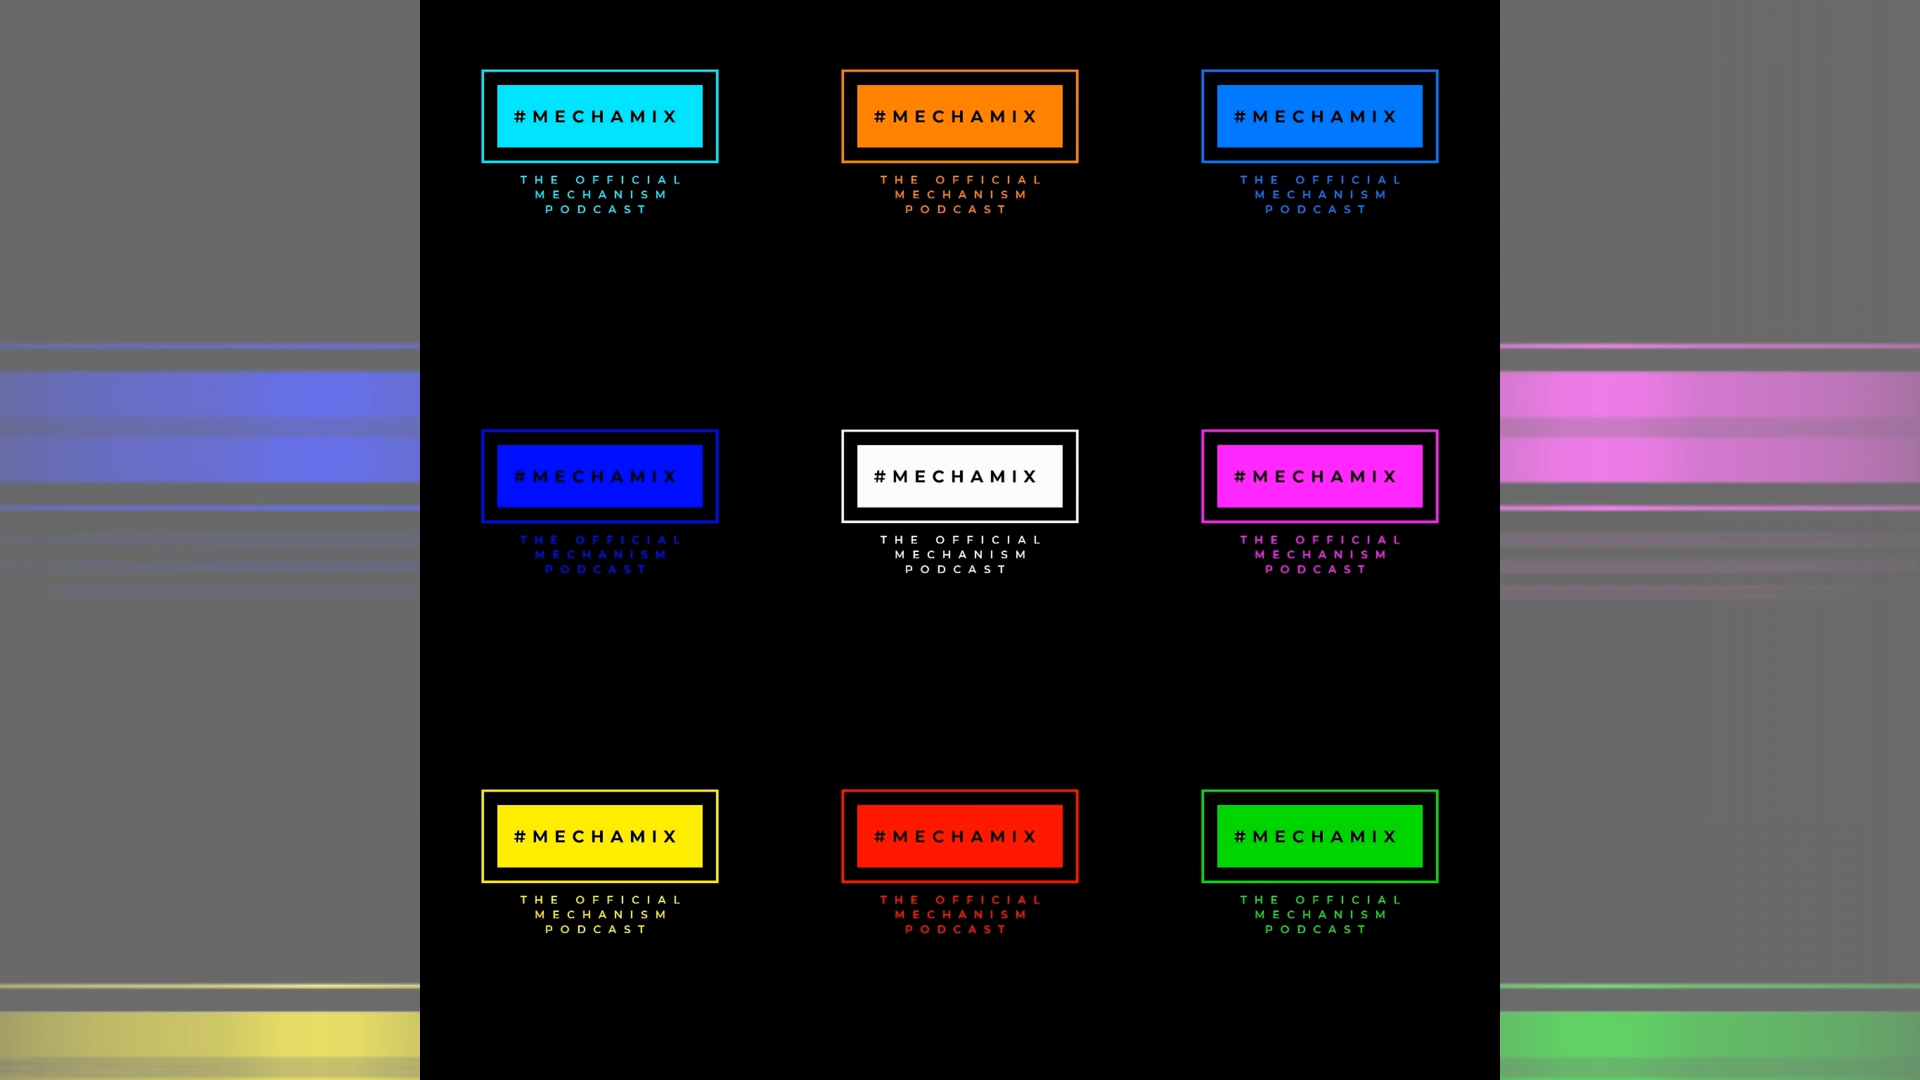 #MECHAMIX
THE OFFICIAL
MECHANISM
PODCAST
#MECHAMIX
THE OFFICIAL
MECHANISM
PODCAST
#MECHAMIX
THE OFFICIAL
MECHANISM
PODCAST
#MECHAMIX
THE OFFICIAL
MECHANISM
PODCAST
#MECHAMIX
THE OFFICIAL
MECHANISM
PODCAST
#MECHAMIX
THE OFFICIAL
MECHANISM
PODCAST
#MECHAMIX
THE OFFICIAL
MECHANISM
PODCAST
#MECHAMIX
THE OFFICIAL
MECHANISM
PODCAST
#MECHAMIX
THE OFFICIAL
MECHANISM
PODCAST